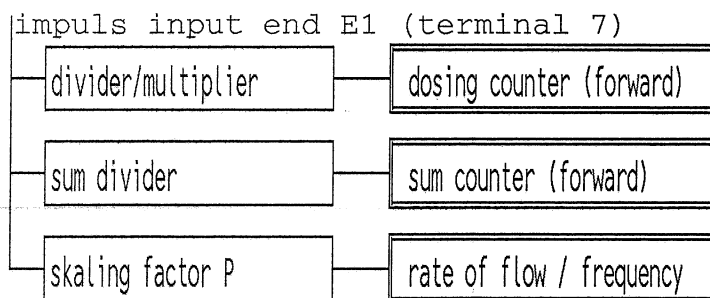 impuls input end E1 (terminal 7)
divider/multiplier dosing counter (forward)
sum divider sum counter (forward)
skaling factor P rate of flow / frequency